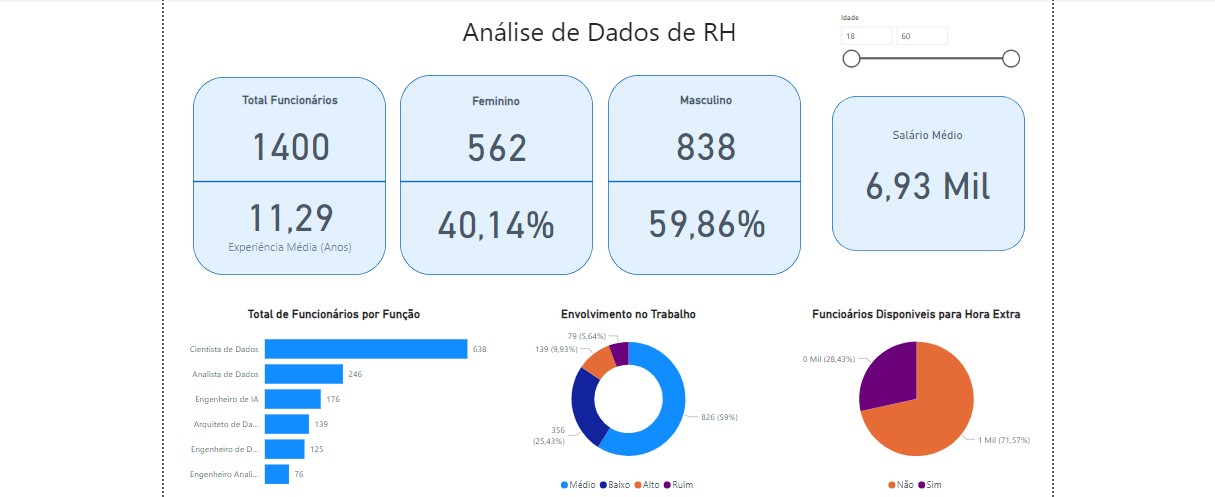 Análise de Dados de RH
Idade
18
60
Total Funcionários
1400
11,29
Experiência Média (Anos)
Feminino
562
40,14%
Masculino
838
59,86%
Salário Médio
6,93 Mil
Total de Funcionários por Função
Cientista de Dados
638
Analista de Dados
246
Engenheiro de IA
176
Arquiteto de Da...
139
Engenheiro de D...
125
Engenheiro Anali...
76
Envolvimento no Trabalho
79 (5,64%)
139 (9,93%)
356
(25,43%)
826 (59%)
Médio Baixo Alto Ruim
Funcioários Disponiveis para Hora Extra
0 Mil (28,43%)
1 Mil (71,57%)
Não Sim